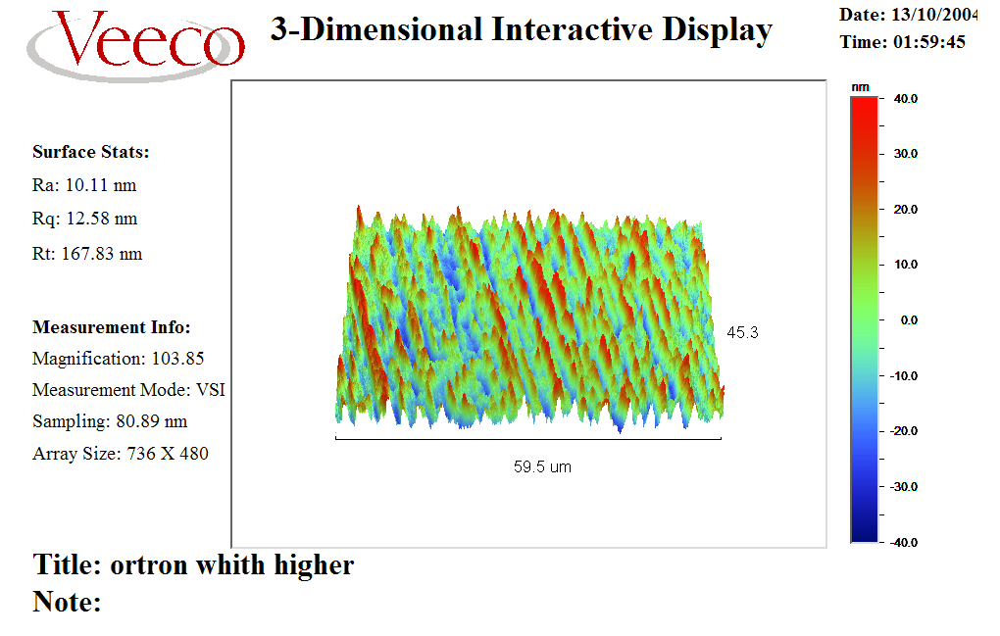 Veeco
3-Dimensional Interactive Display
Date: 13/10/2004
Time: 01:59:45
Surface Stats:
Ra: 10.11 nm
Rq: 12.58 nm
Rt: 167.83 nm
Measurement Info:
Magnification: 103.85
Measurement Mode: VSI
Sampling: 80.89 nm
Array Size: 736 X 480
45.3
59.5 um
nm
40.0
30.0
20.0
10.0
0.0
-10.0
-20.0
-30.0
-40.0
Title: ortron whith higher
Note: